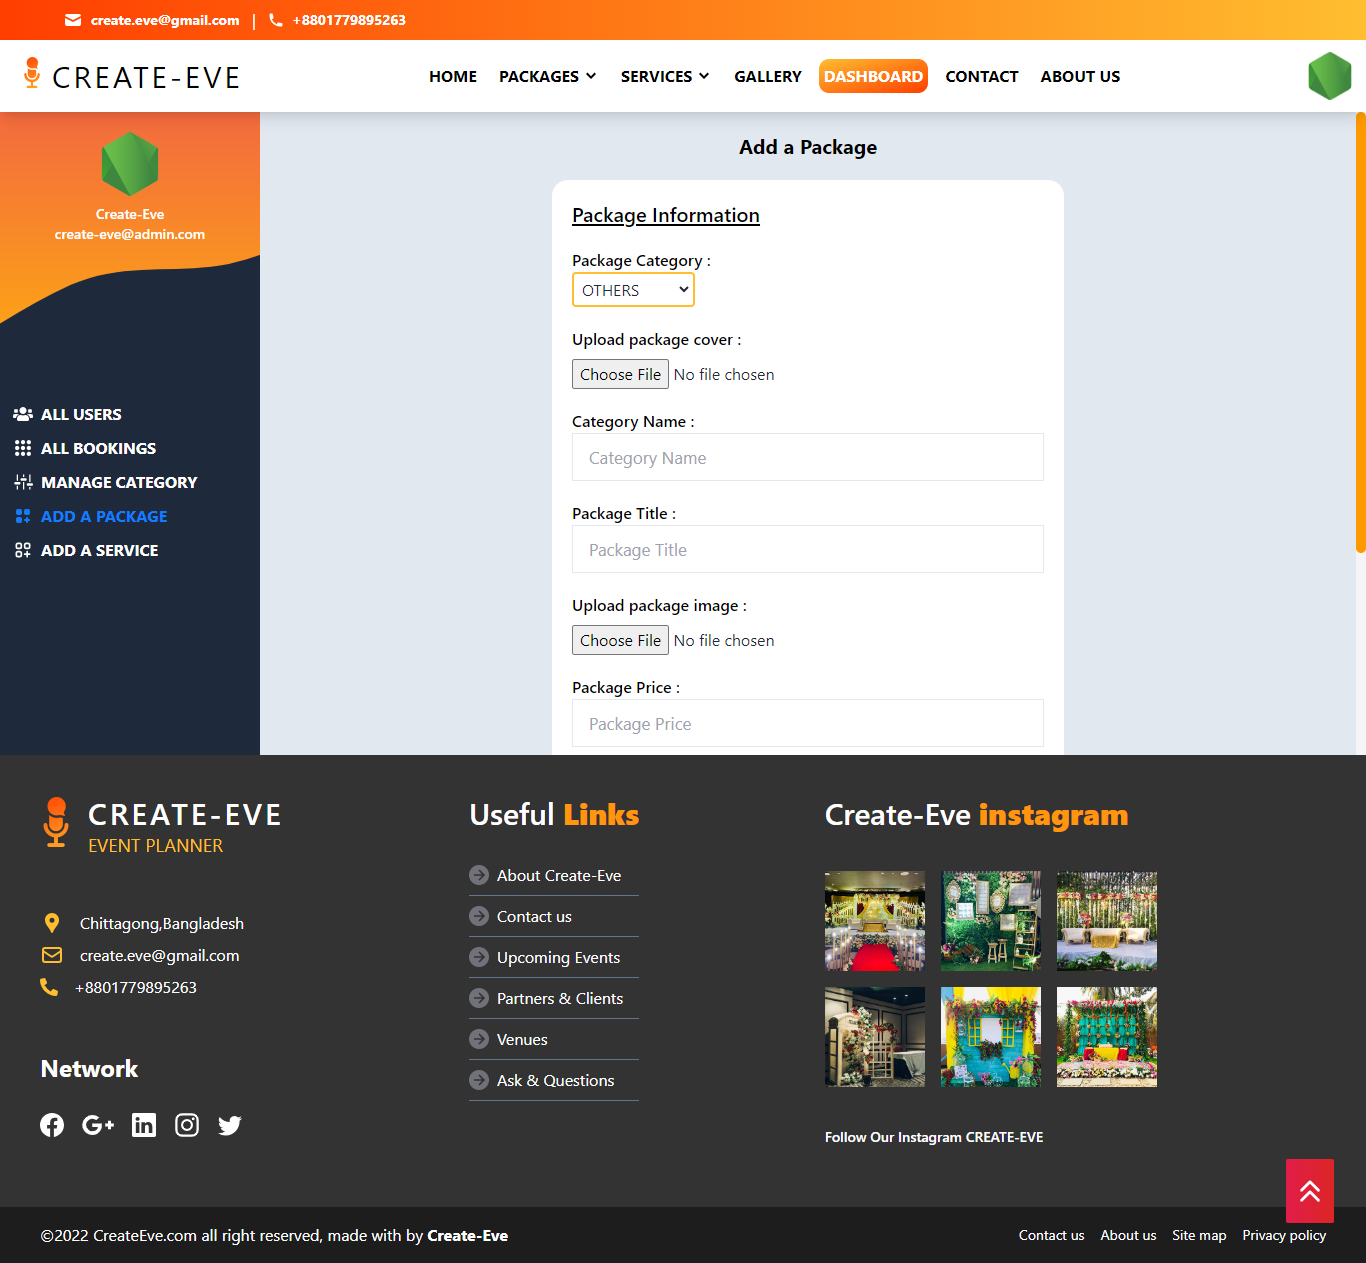 create.eve@gmail.com | +8801779895263
CREATE-EVE
HOME PACKAGES SERVICES GALLERY DASHBOARD CONTACT ABOUT US
Create-Eve
create-eve@admin.com
ALL USERS
ALL BOOKINGS
MANAGE CATEGORY
ADD A PACKAGE
ADD A SERVICE
Add a Package
Package Information
Package Category :
OTHERS
Upload package cover :
Choose File No file chosen
Category Name :
Category Name
Package Title :
Package Title
Upload package image :
Choose File No file chosen
Package Price :
Package Price
CREATE-EVE
EVENT PLANNER
Chittagong,Bangladesh
create.eve@gmail.com
+8801779895263
Network
Useful Links
About Create-Eve
Contact us
Upcoming Events
Partners & Clients
Venues
Ask & Questions
Create-Eve instagram
Follow Our Instagram CREATE-EVE
©2022 CreateEve.com all right reserved, made with by Create-Eve
Contact us About us Site map Privacy policy